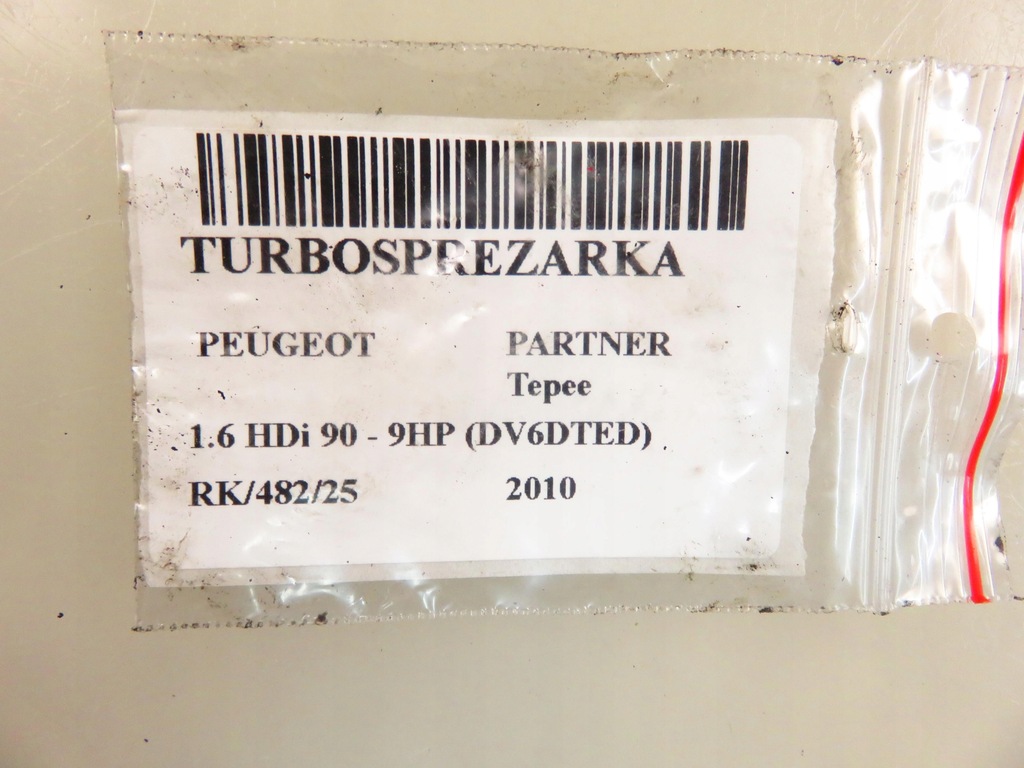 TURBOSPREZARKA
PEUGEOT PARTNER
Tepee
1.6 HDi 90 - 9HP (DV6DTED)
RK/482/25 2010